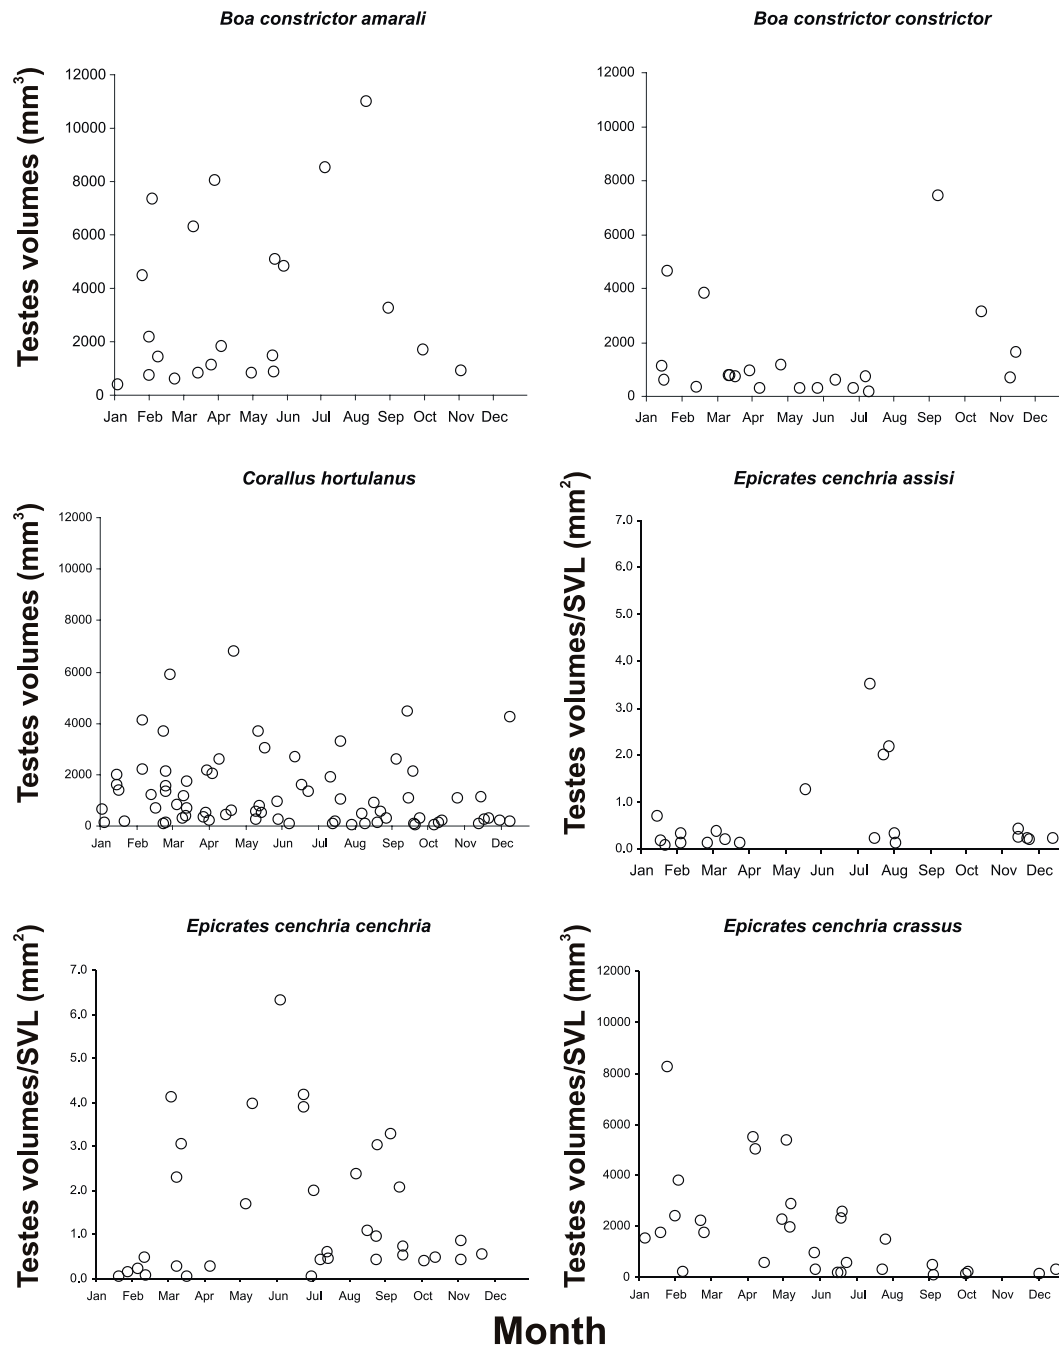 Boa constrictor amarali
Testes volumes (mm³)
12000
10000
8000
6000
4000
2000
0
Jan Feb Mar Apr May Jun Jul Aug Sep Oct Nov Dec
Boa constrictor constrictor
12000
10000
8000
6000
4000
2000
0
Jan Feb Mar Apr May Jun Jul Aug Sep Oct Nov Dec
Corallus hortulanus
Testes volumes (mm³)
12000
10000
8000
6000
4000
2000
0
Jan Feb Mar Apr May Jun Jul Aug Sep Oct Nov Dec
Epicrates cenchria assisi
Testes volumes/SVL (mm²)
7.0
6.0
5.0
4.0
3.0
2.0
1.0
0.0
Jan Feb Mar Apr May Jun Jul Aug Sep Oct Nov Dec
Epicrates cenchria cenchria
Testes volumes/SVL (mm²)
7.0
6.0
5.0
4.0
3.0
2.0
1.0
0.0
Jan Feb Mar Apr May Jun Jul Aug Sep Oct Nov Dec
Epicrates cenchria crassus
Testes volumes/SVL (mm³)
12000
10000
8000
6000
4000
2000
0
Jan Feb Mar Apr May Jun Jul Aug Sep Oct Nov Dec
Month